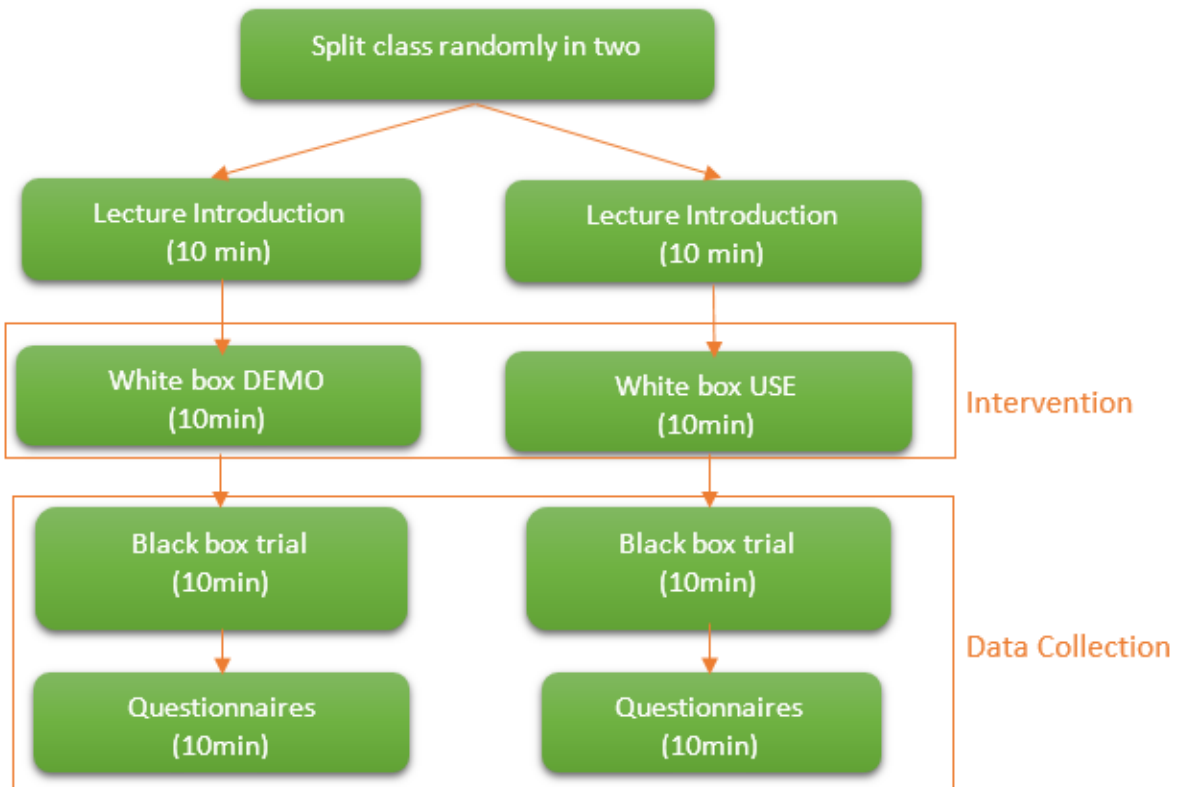 Split class randomly in two
Lecture Introduction
(10 min)
Lecture Introduction
(10 min)
White box DEMO
(10min)
White box USE
(10min)
Intervention
Black box trial
(10min)
Black box trial
(10min)
Data Collection
Questionnaires
(10min)
Questionnaires
(10min)